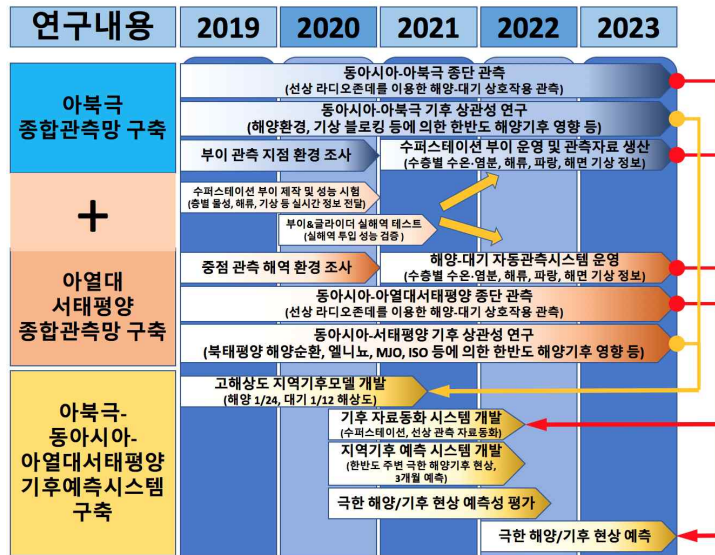 연구내용
2019
2020
2021
2022
2023
아북극
종합관측망 구축
+
아열대
서태평양
종합관측망 구축
아북극-
동아시아-
아열대서태평양
기후예측시스템
구축
동아시아-아북극 종단 관측
(선상 라디오존데를 이용한 해양-대기 상호작용 관측)
동아시아-아북극 기후 상관성 연구
(해양환경, 기상 블로킹 등에 의한 한반도 해양기후 영향 등)
부이 관측 지점 환경 조사
수퍼스테이션 부이 운영 및 관측자료 생산
(수층별 수온·염분, 해류, 파랑, 해면 기상 정보)
수퍼스테이션 부이 제작 및 성능 시험
(층별 물성, 해류, 기상 등 실시간 정보 전달)
부이&글라이더 실해역 테스트
(실해역 투입 성능 검증)
중점 관측 해역 환경 조사
해양-대기 자동관측시스템 운영
(수층별 수온·염분, 해류, 파랑, 해면 기상 정보)
동아시아-아열대서태평양 종단 관측
(선상 라디오존데를 이용한 해양-대기 상호작용 관측)
동아시아-서태평양 기후 상관성 연구
(북태평양 해양순환, 엘니뇨, MJO, ISO 등에 의한 한반도 해양기후 영향 등)
고해상도 지역기후모델 개발
(해양 1/24, 대기 1/12 해상도)
기후 자료동화 시스템 개발
(수퍼스테이션, 선상 관측 자료동화)
지역기후 예측 시스템 개발
(한반도 주변 극한 해양기후 현상,
3개월 예측)
극한 해양/기후 현상 예측성 평가
극한 해양/기후 현상 예측